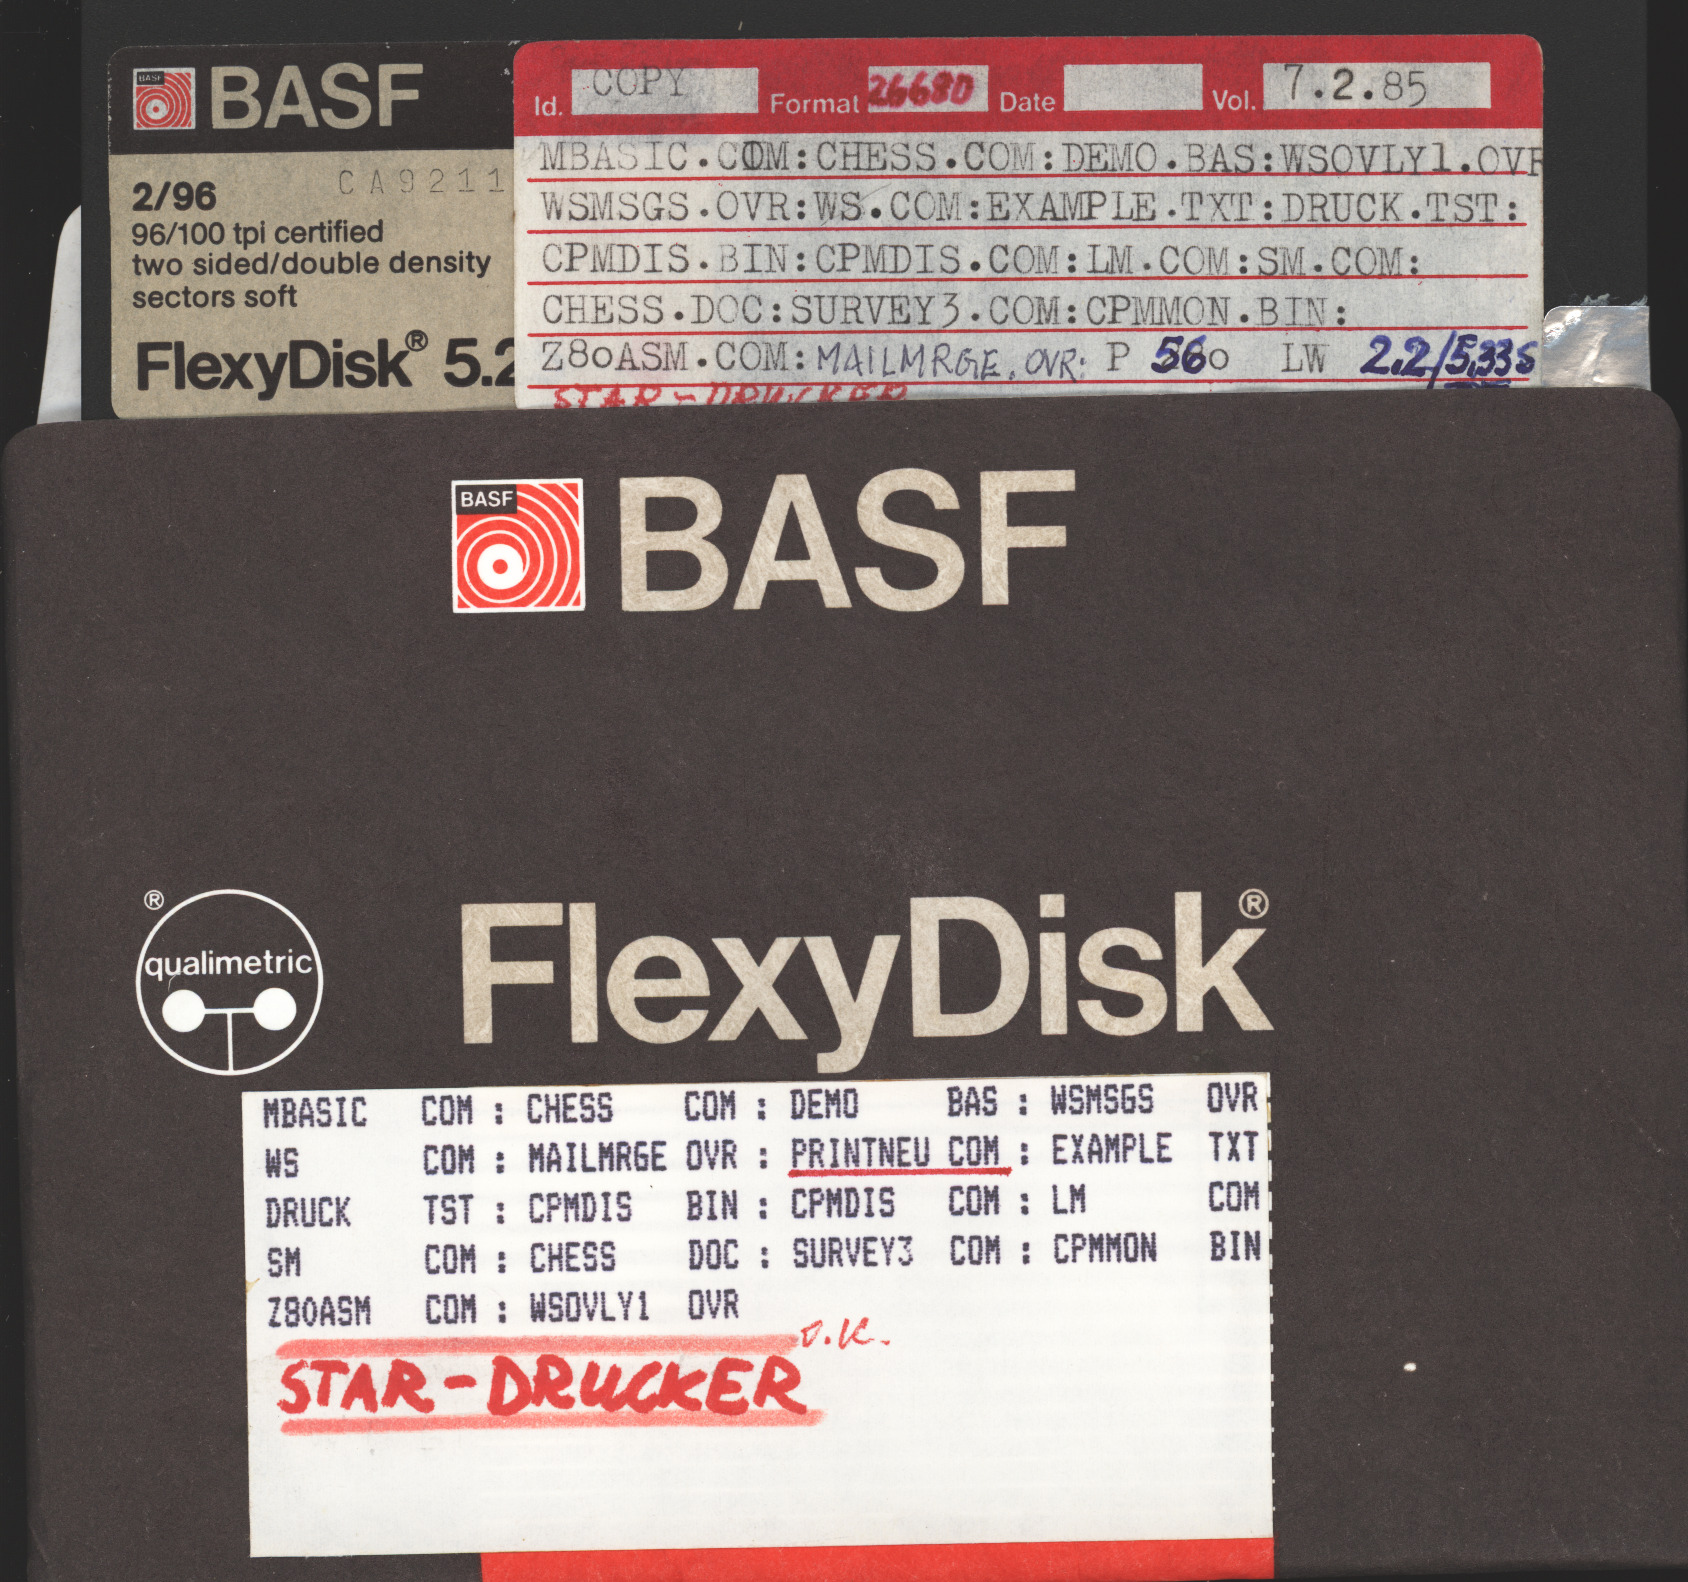 BASF BASF
2/96 CA9211
96/100 tpi certified
two sided/double density
sectors soft
FlexyDisk® 5.2
Id. COPY Format 26680 Date Vol. 7.2.85
MBASIC.COM:CHESS.COM:DEMO.BAS:WSOVLY1.OVR
WSMSGS.OVR:WS.COM:EXAMPLE.TXT:DRUCK.TST:
CPMDIS.BIN:CPMDIS.COM:LM.COM:SM.COM:
CHESS.DOC:SURVEY3.COM:CPMMON.BIN:
Z80ASM.COM:MAILMRGE.OVR: P 560 LW 2.2/5,335
STAR-DRUCKER
BASF BASF
® qualimetric
FlexyDisk®
MBASIC COM : CHESS COM : DEMO BAS : WSMSGS OVR
WS COM : MAILMRGE OVR : PRINTNEU COM : EXAMPLE TXT
DRUCK TST : CPMDIS BIN : CPMDIS COM : LM COM
SM COM : CHESS DOC : SURVEY3 COM : CPMMON BIN
Z80ASM COM : WSOVLY1 OVR
o.k.
STAR-DRUCKER